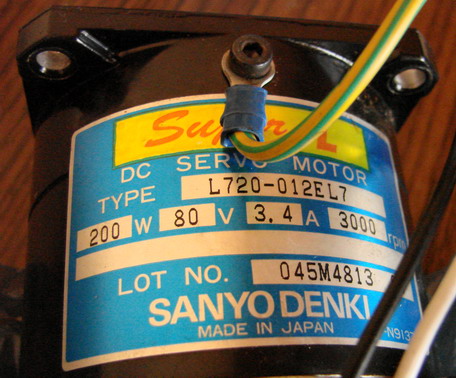 Super L
DC SERVO MOTOR
TYPE L720-012EL7
200 W 80 V 3.4 A 3000 rpm
LOT NO. 045M4813
SANYO DENKI
MADE IN JAPAN